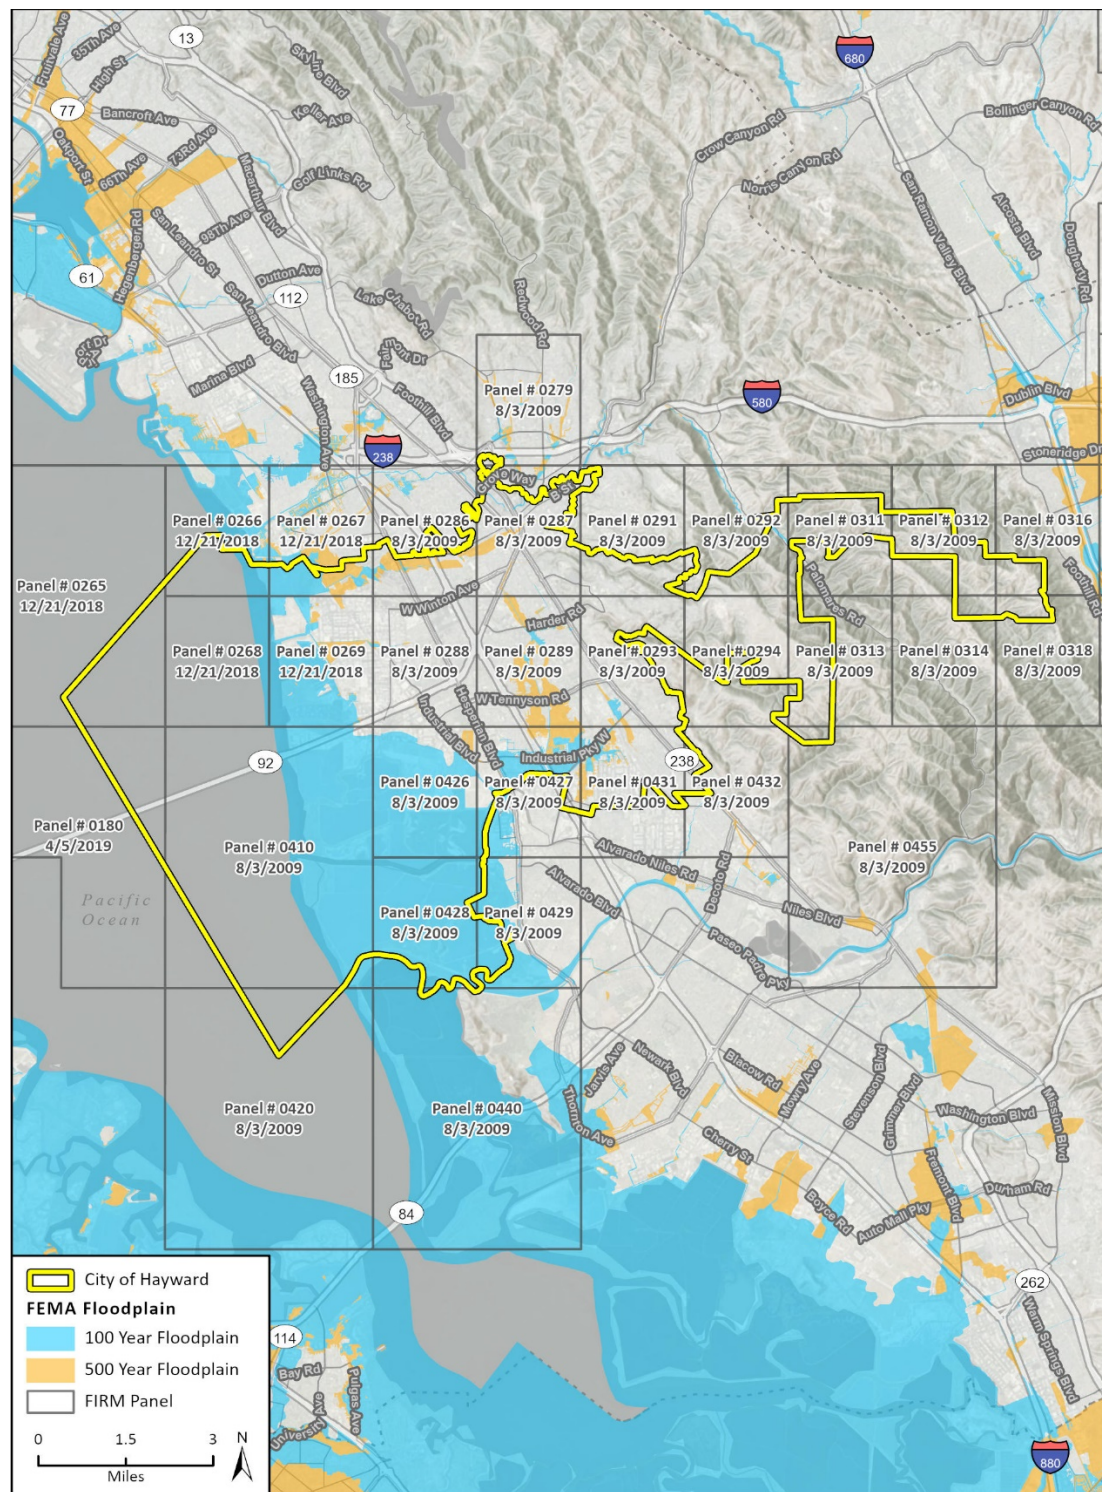 Fruitvale Ave
35Th Ave
High St
13
Skyline Blvd
Keller Ave
680
Bollinger Canyon Rd
77
Bancroft Ave
Crow Canyon Rd
Oakport St
66Th Ave
73Rd Ave
Macarthur Blvd
Golf Links Rd
Norris Canyon Rd
San Ramon Valley Blvd
Alcosta Blvd
Dougherty Rd
98Th Ave
San Leandro St
Hegenberger Rd
61
Dutton Ave
112
Lake Chabot Rd
Redwood Rd
San Leandro Blvd
Marina Blvd
Washington Ave
185
Foothill Blvd
Panel # 0279
8/3/2009
580
Dublin Blvd
238
Stoneridge Dr
Grove Way
B St
Panel # 0266
12/21/2018
Panel # 0267
12/21/2018
Panel # 0286
8/3/2009
Panel # 0287
8/3/2009
Panel # 0291
8/3/2009
Panel # 0292
8/3/2009
Panel # 0311
8/3/2009
Panel # 0312
8/3/2009
Panel # 0316
8/3/2009
Panel # 0265
12/21/2018
W Winton Ave
Harder Rd
Palomares Rd
Foothill Rd
Panel # 0268
12/21/2018
Panel # 0269
12/21/2018
Panel # 0288
8/3/2009
Panel # 0289
8/3/2009
Panel # 0293
8/3/2009
Panel # 0294
8/3/2009
Panel # 0313
8/3/2009
Panel # 0314
8/3/2009
Panel # 0318
8/3/2009
Hesperian Blvd
W Tennyson Rd
Industrial Blvd
Industrial Pky W
92
238
Panel # 0426
8/3/2009
Panel # 0427
8/3/2009
Panel # 0431
8/3/2009
Panel # 0432
8/3/2009
Panel # 0180
4/5/2019
Panel # 0410
8/3/2009
Alvarado Niles Rd
Panel # 0455
8/3/2009
Alvarado Blvd
Decoto Rd
Niles Blvd
Pacific
Ocean
Panel # 0428
8/3/2009
Panel # 0429
8/3/2009
Paseo Padre Pky
Jarvis Ave
Newark Blvd
Blacow Rd
Mowry Ave
Stevenson Blvd
Grimmer Blvd
Washington Blvd
Mission Blvd
Panel # 0420
8/3/2009
Panel # 0440
8/3/2009
Thornton Ave
Cherry St
Boyce Rd
Fremont Blvd
Durham Rd
Auto Mall Pky
84
262
Warm Springs Blvd
880
114
Bay Rd
University Ave
Pulgas Ave
City of Hayward
FEMA Floodplain
100 Year Floodplain
500 Year Floodplain
FIRM Panel
0 1.5 3
Miles
N